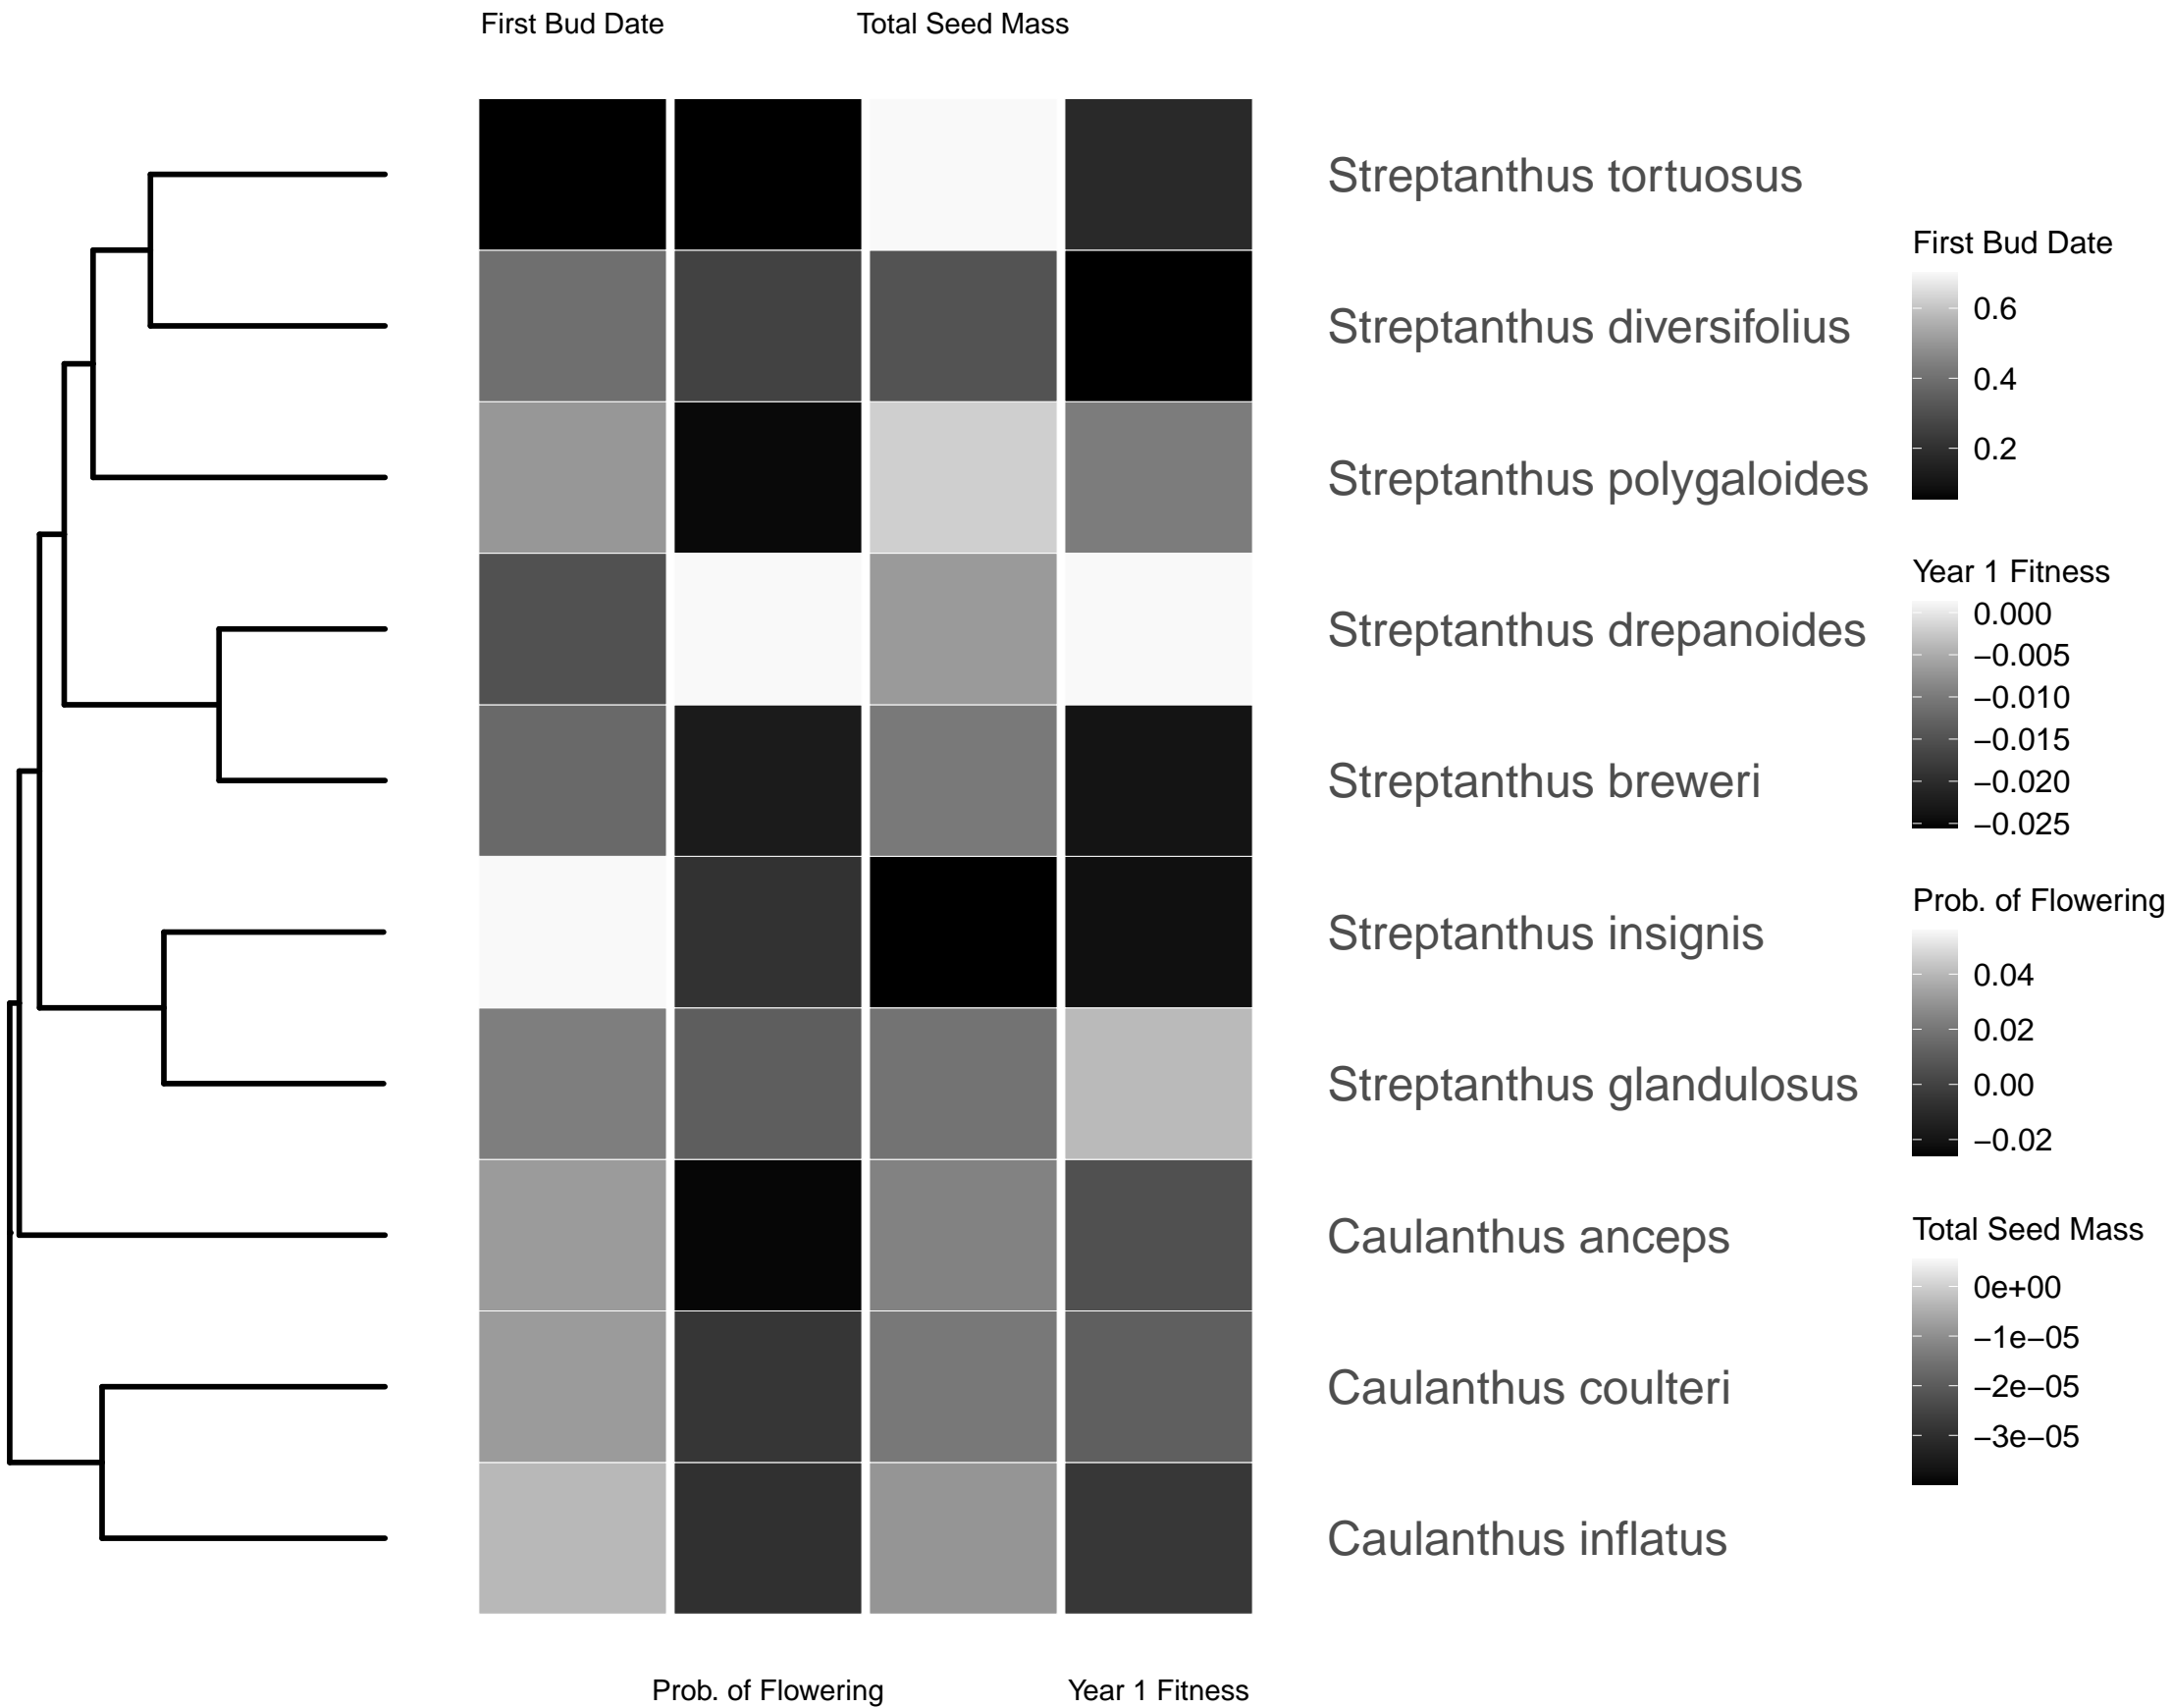 First Bud Date
Total Seed Mass
Streptanthus tortuosus
Streptanthus diversifolius
Streptanthus polygaloides
Streptanthus drepanoides
Streptanthus breweri
Streptanthus insignis
Streptanthus glandulosus
Caulanthus anceps
Caulanthus coulteri
Caulanthus inflatus
First Bud Date
0.6
0.4
0.2
Year 1 Fitness
0.000
−0.005
−0.010
−0.015
−0.020
−0.025
Prob. of Flowering
0.04
0.02
0.00
−0.02
Total Seed Mass
0e+00
−1e−05
−2e−05
−3e−05
Prob. of Flowering
Year 1 Fitness